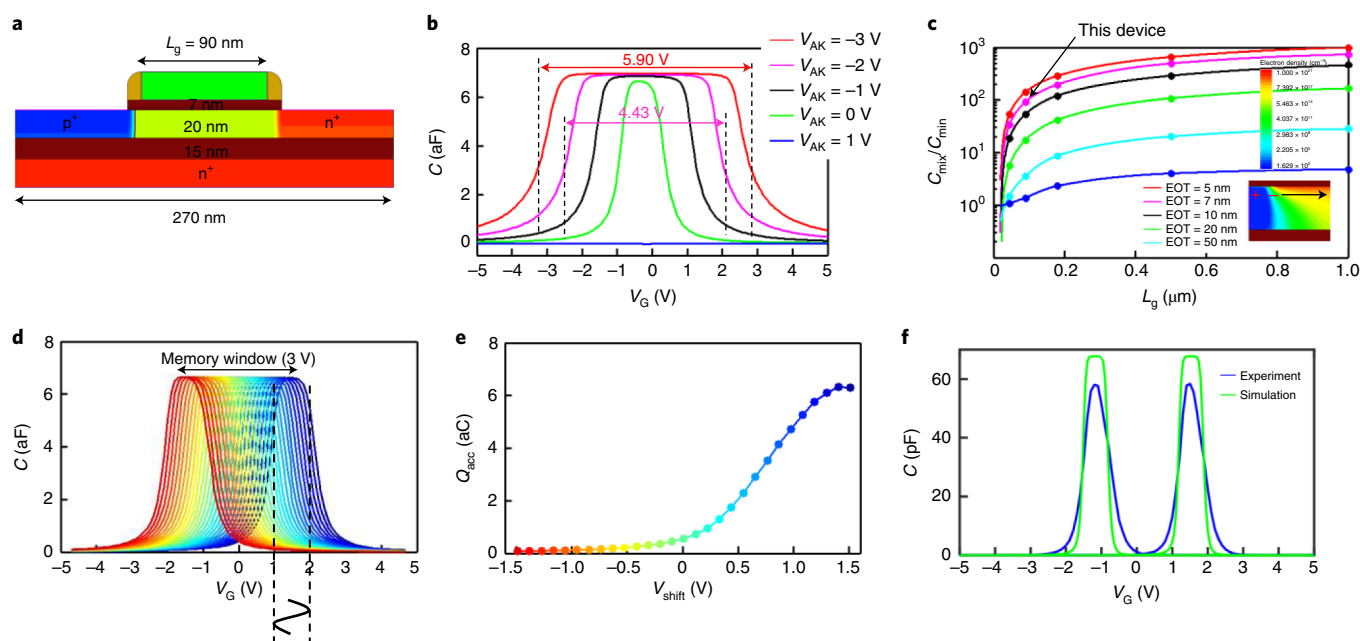 a
Lg = 90 nm
7 nm
p+
20 nm
n+
15 nm
n+
270 nm
b
C (aF)
8
6
4
2
0
5.90 V
4.43 V
VAK = –3 V
VAK = –2 V
VAK = –1 V
VAK = 0 V
VAK = 1 V
–5 –4 –3 –2 –1 0 1 2 3 4 5
VG (V)
c
This device
Cmix/Cmin
10³
10²
10¹
10⁰
Electron density (cm⁻³)
EOT = 5 nm
EOT = 7 nm
EOT = 10 nm
EOT = 20 nm
EOT = 50 nm
+
0 0.2 0.4 0.6 0.8 1.0
Lg (μm)
d
C (aF)
8
6
4
2
0
Memory window (3 V)
–5 –4 –3 –2 –1 0 1 2 3 4 5
VG (V)
e
Qacc (aC)
8
6
4
2
0
–1.5 –1.0 –0.5 0 0.5 1.0 1.5
Vshift (V)
f
C (pF)
60
40
20
0
Experiment
Simulation
–5 –4 –3 –2 –1 0 1 2 3 4 5
VG (V)